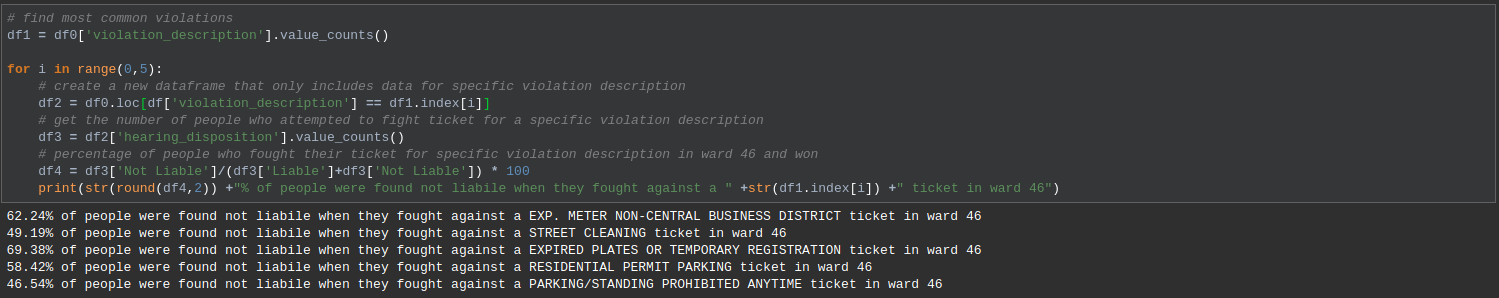 # find most common violations
df1 = df0['violation_description'].value_counts()
for i in range(0,5):
# create a new dataframe that only includes data for specific violation description
df2 = df0.loc[df['violation_description'] == df1.index[i]]
# get the number of people who attempted to fight ticket for a specific violation description
df3 = df2['hearing_disposition'].value_counts()
# percentage of people who fought their ticket for specific violation description in ward 46 and won
df4 = df3['Not Liable']/(df3['Liable']+df3['Not Liable']) * 100
print(str(round(df4,2)) +"% of people were found not liabile when they fought against a " +str(df1.index[i]) +" ticket in ward 46")
62.24% of people were found not liabile when they fought against a EXP. METER NON-CENTRAL BUSINESS DISTRICT ticket in ward 46
49.19% of people were found not liabile when they fought against a STREET CLEANING ticket in ward 46
69.38% of people were found not liabile when they fought against a EXPIRED PLATES OR TEMPORARY REGISTRATION ticket in ward 46
58.42% of people were found not liabile when they fought against a RESIDENTIAL PERMIT PARKING ticket in ward 46
46.54% of people were found not liabile when they fought against a PARKING/STANDING PROHIBITED ANYTIME ticket in ward 46